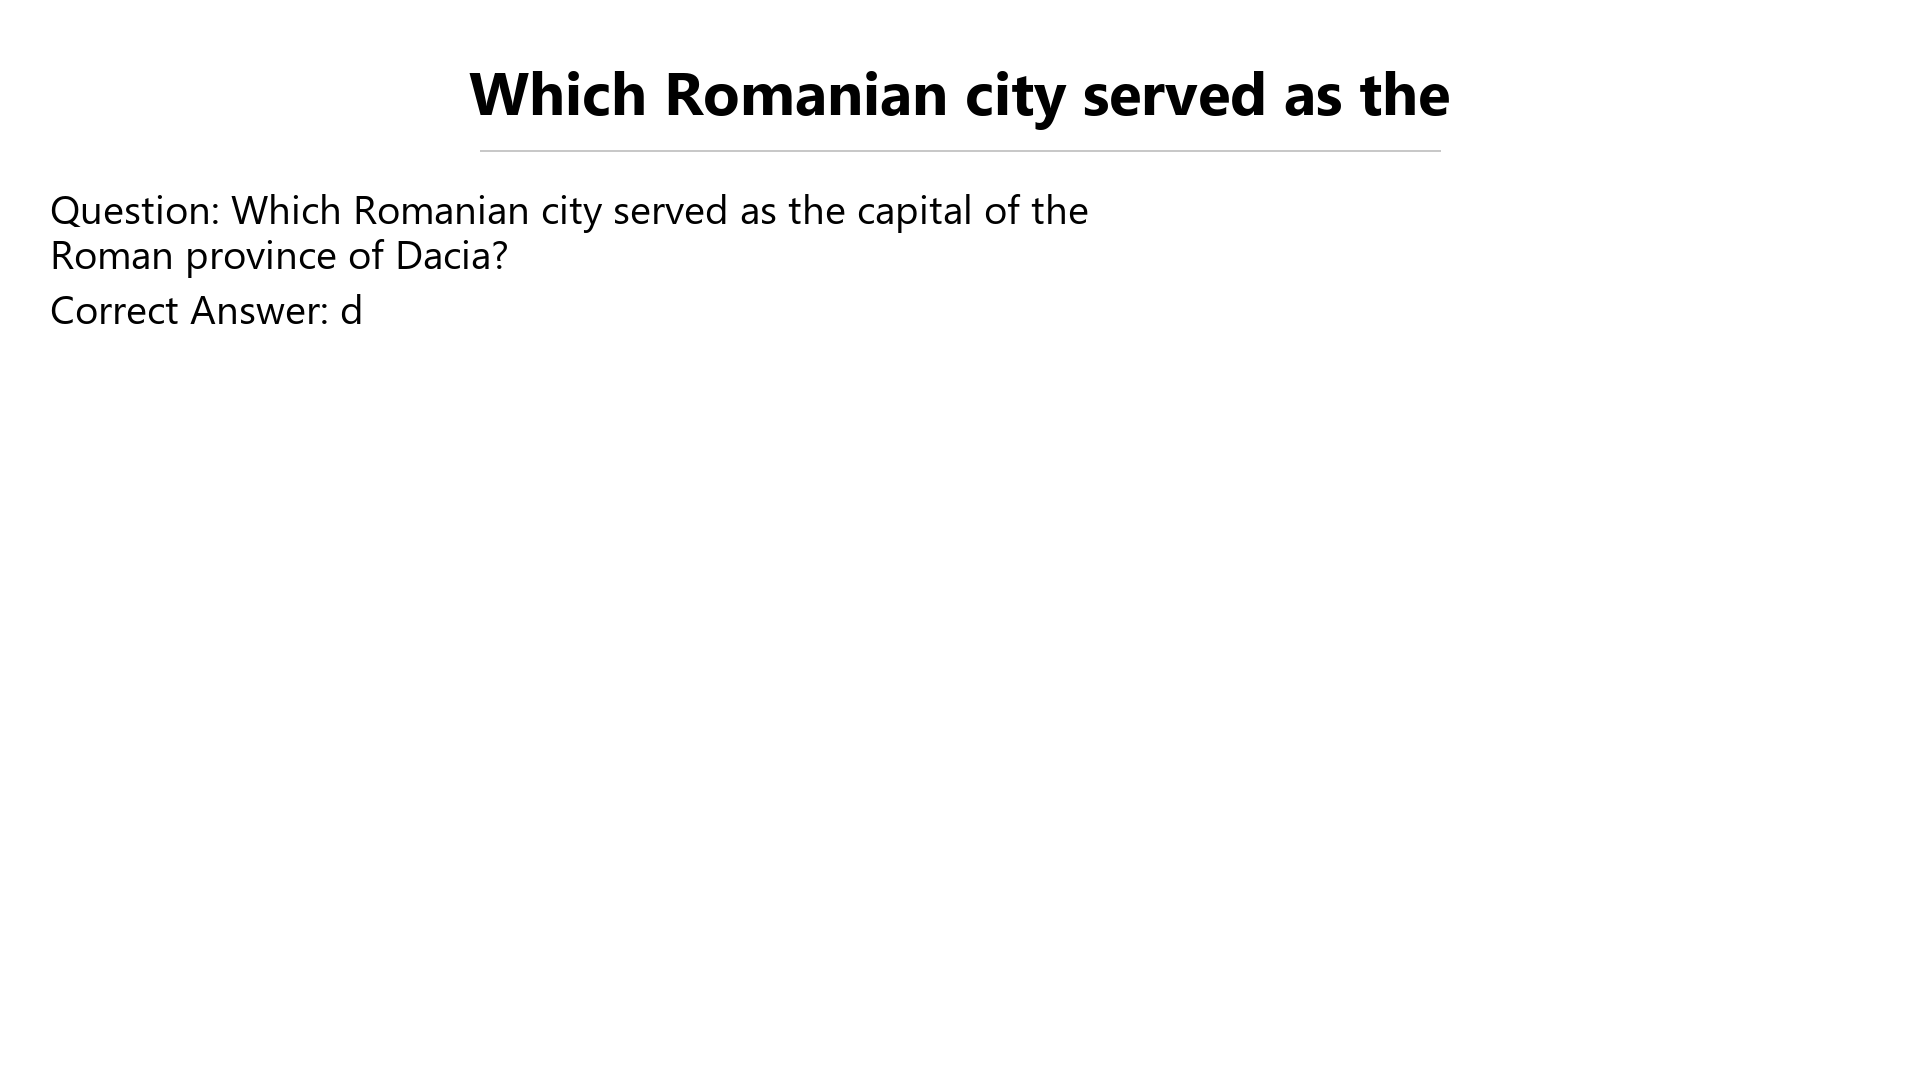 Which Romanian city served as the
Question: Which Romanian city served as the capital of the
Roman province of Dacia?
Correct Answer: d